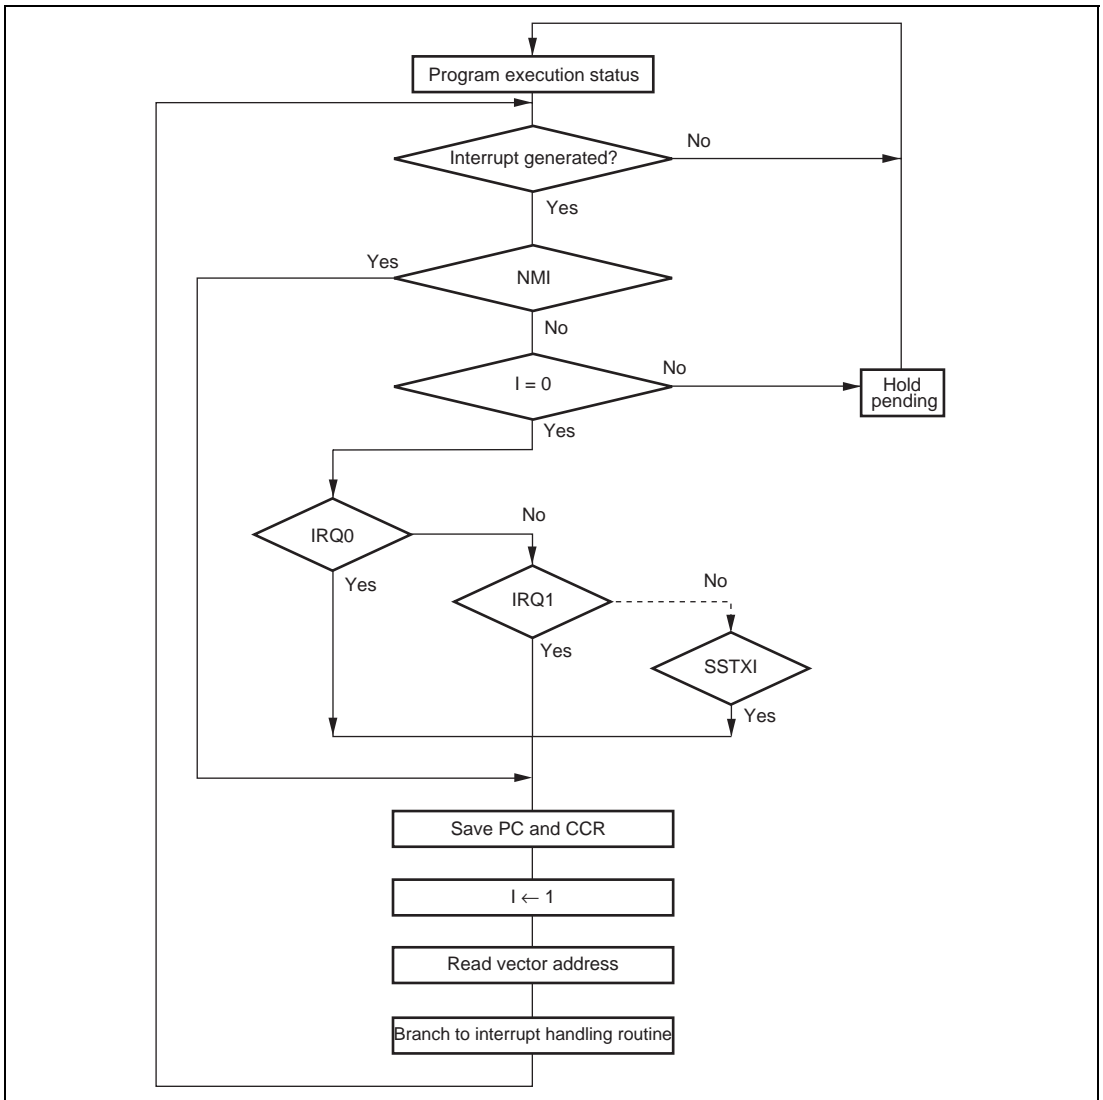 Program execution status
Interrupt generated?
No
Yes
Yes
NMI
No
I = 0
No
Hold
pending
Yes
IRQ0
No
Yes
IRQ1
No
Yes
SSTXI
Yes
Save PC and CCR
I ← 1
Read vector address
Branch to interrupt handling routine